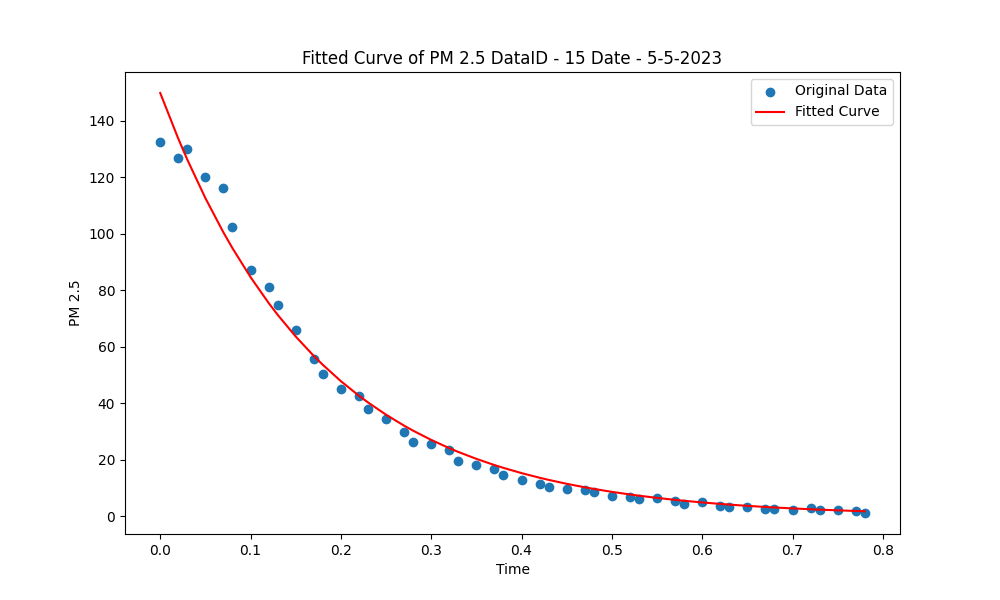 Fitted Curve of PM 2.5 DataID - 15 Date - 5-5-2023
Original Data
Fitted Curve
PM 2.5
140
120
100
80
60
40
20
0
0.0 0.1 0.2 0.3 0.4 0.5 0.6 0.7 0.8
Time